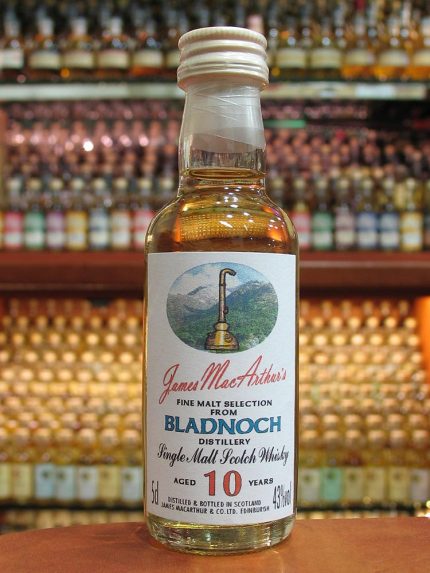 James MacArthur's
FINE MALT SELECTION
FROM
BLADNOCH
DISTILLERY
Single Malt Scotch Whisky
AGED 10 YEARS
5cl 43%vol
DISTILLED & BOTTLED IN SCOTLAND
JAMES MACARTHUR & CO. LTD. EDINBURGH